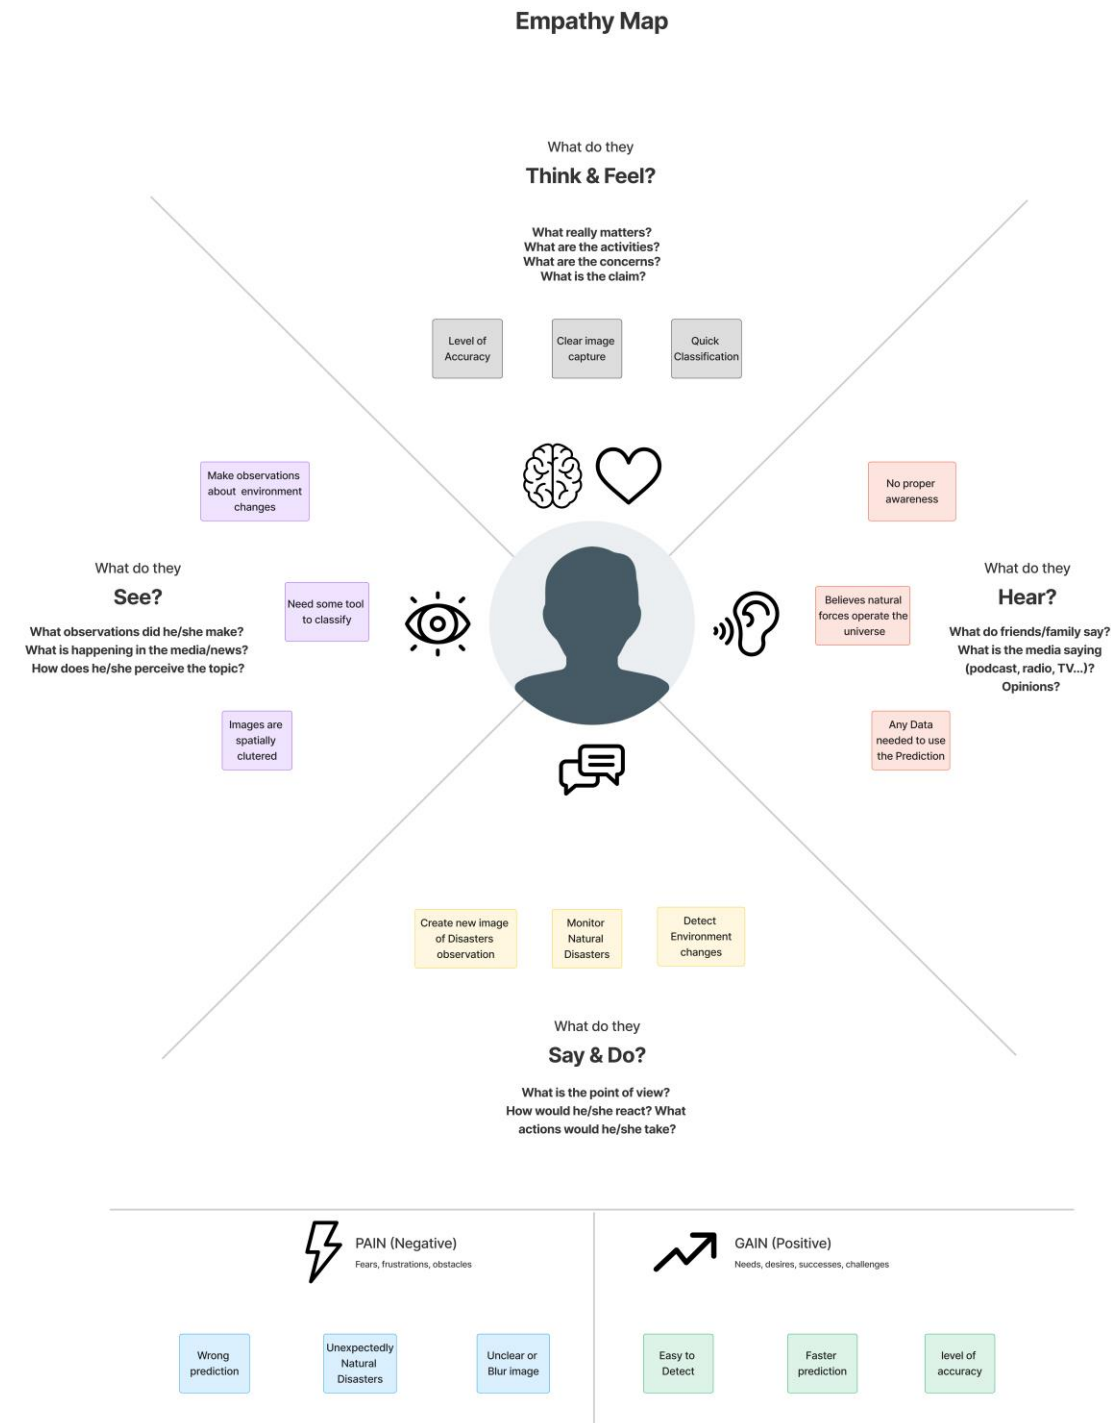 Empathy Map
What do they
Think & Feel?
What really matters?
What are the activities?
What are the concerns?
What is the claim?
Level of
Accuracy
Clear image
capture
Quick
Classification
Make observations
about environment
changes
What do they
See?
What observations did he/she make?
What is happening in the media/news?
How does he/she perceive the topic?
Need some tool
to classify
Images are
spatially
clutered
No proper
awareness
Believes natural
forces operate the
universe
What do they
Hear?
What do friends/family say?
What is the media saying
(podcast, radio, TV...)?
Opinions?
Any Data
needed to use
the Prediction
Create new image
of Disasters
observation
Monitor
Natural
Disasters
Detect
Environment
changes
What do they
Say & Do?
What is the point of view?
How would he/she react? What
actions would he/she take?
PAIN (Negative)
Fears, frustrations, obstacles
Wrong
prediction
Unexpectedly
Natural
Disasters
Unclear or
Blur image
GAIN (Positive)
Needs, desires, successes, challenges
Easy to
Detect
Faster
prediction
level of
accuracy